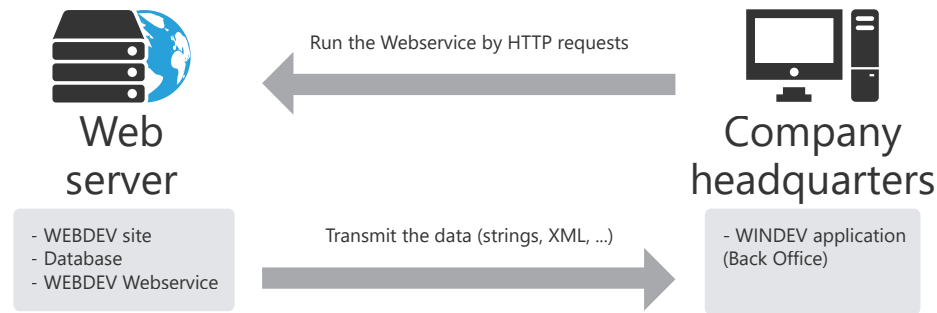 Run the Webservice by HTTP requests
Web
server
Company
headquarters
- WEBDEV site
- Database
- WEBDEV Webservice
Transmit the data (strings, XML, ...)
- WINDEV application
(Back Office)